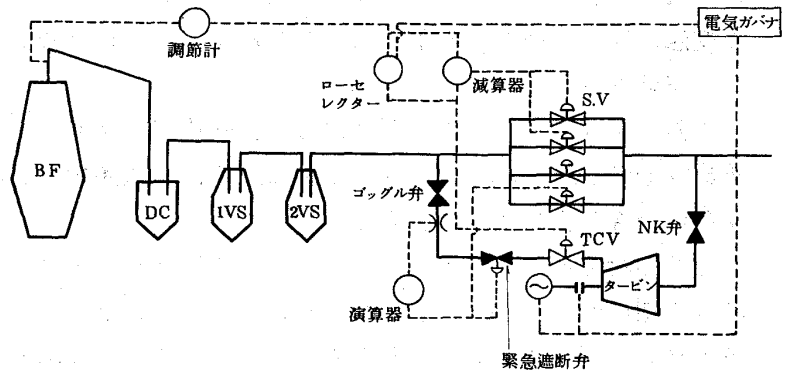 電気ガバナ
調節計
ローセ
レクター
減算器
S.V
BF
DC
1VS
2VS
ゴッグル弁
TCV
NK弁
演算器
タービン
緊急遮断弁